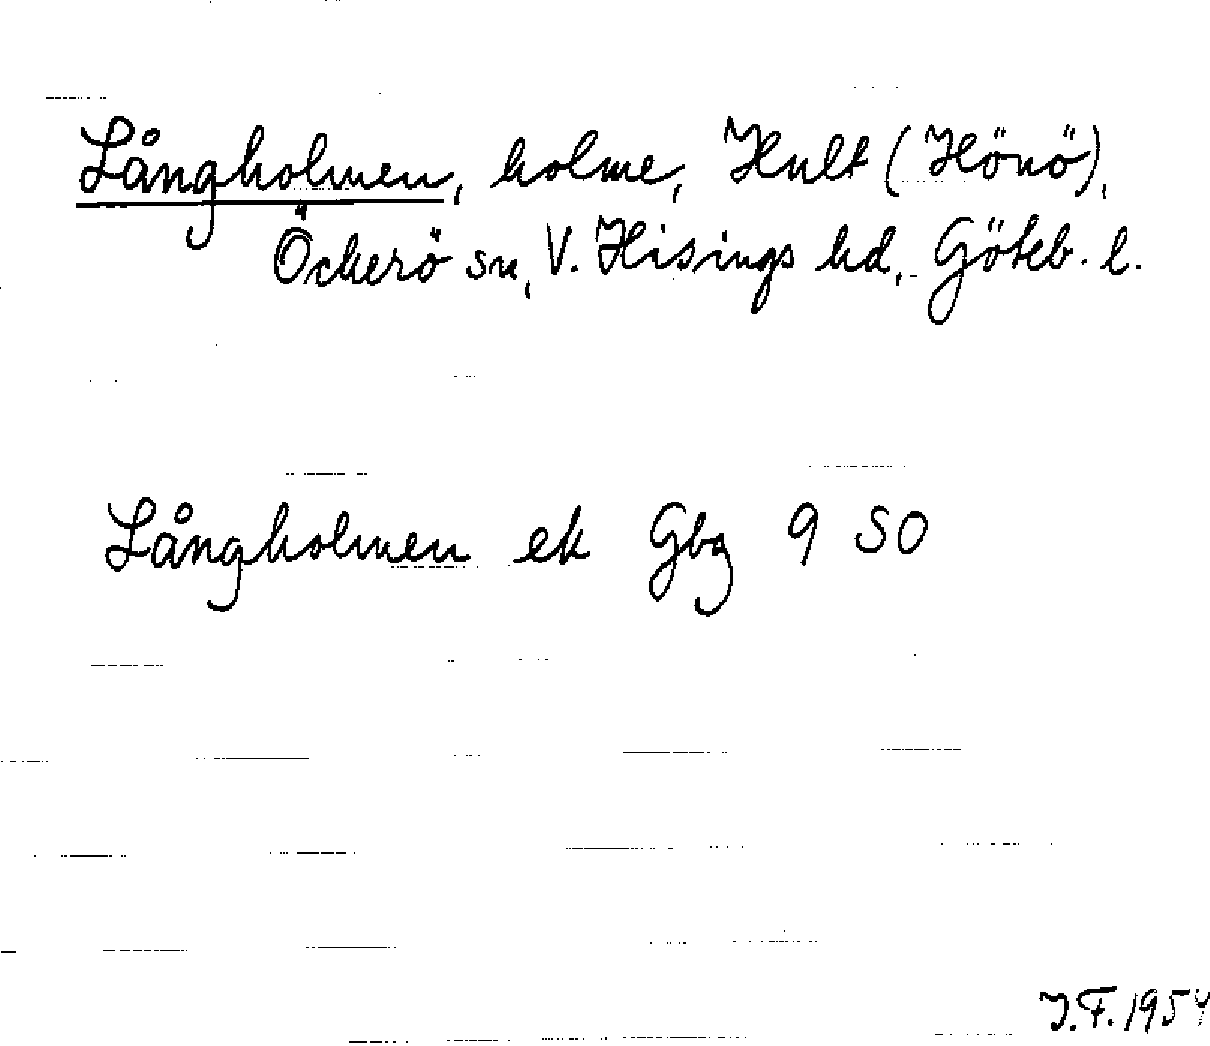 Långholmen, holme, Hult (Hönö),
Öckerö sn, V. Hisings hd, Göteb. l.
Långholmen ek Gbg 9 SO
J.F. 1954